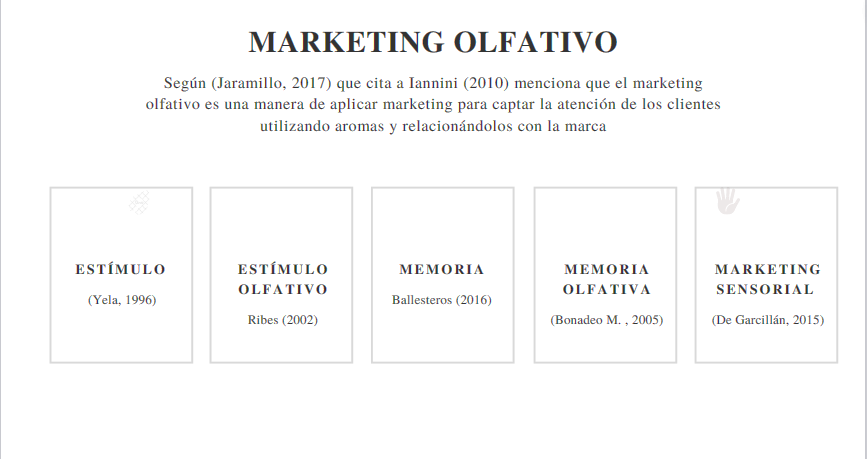 MARKETING OLFATIVO
Según (Jaramillo, 2017) que cita a Iannini (2010) menciona que el marketing
olfativo es una manera de aplicar marketing para captar la atención de los clientes
utilizando aromas y relacionándolos con la marca
ESTÍMULO
(Yela, 1996)
ESTÍMULO
OLFATIVO
Ribes (2002)
MEMORIA
Ballesteros (2016)
MEMORIA
OLFATIVA
(Bonadeo M. , 2005)
MARKETING
SENSORIAL
(De Garcillán, 2015)